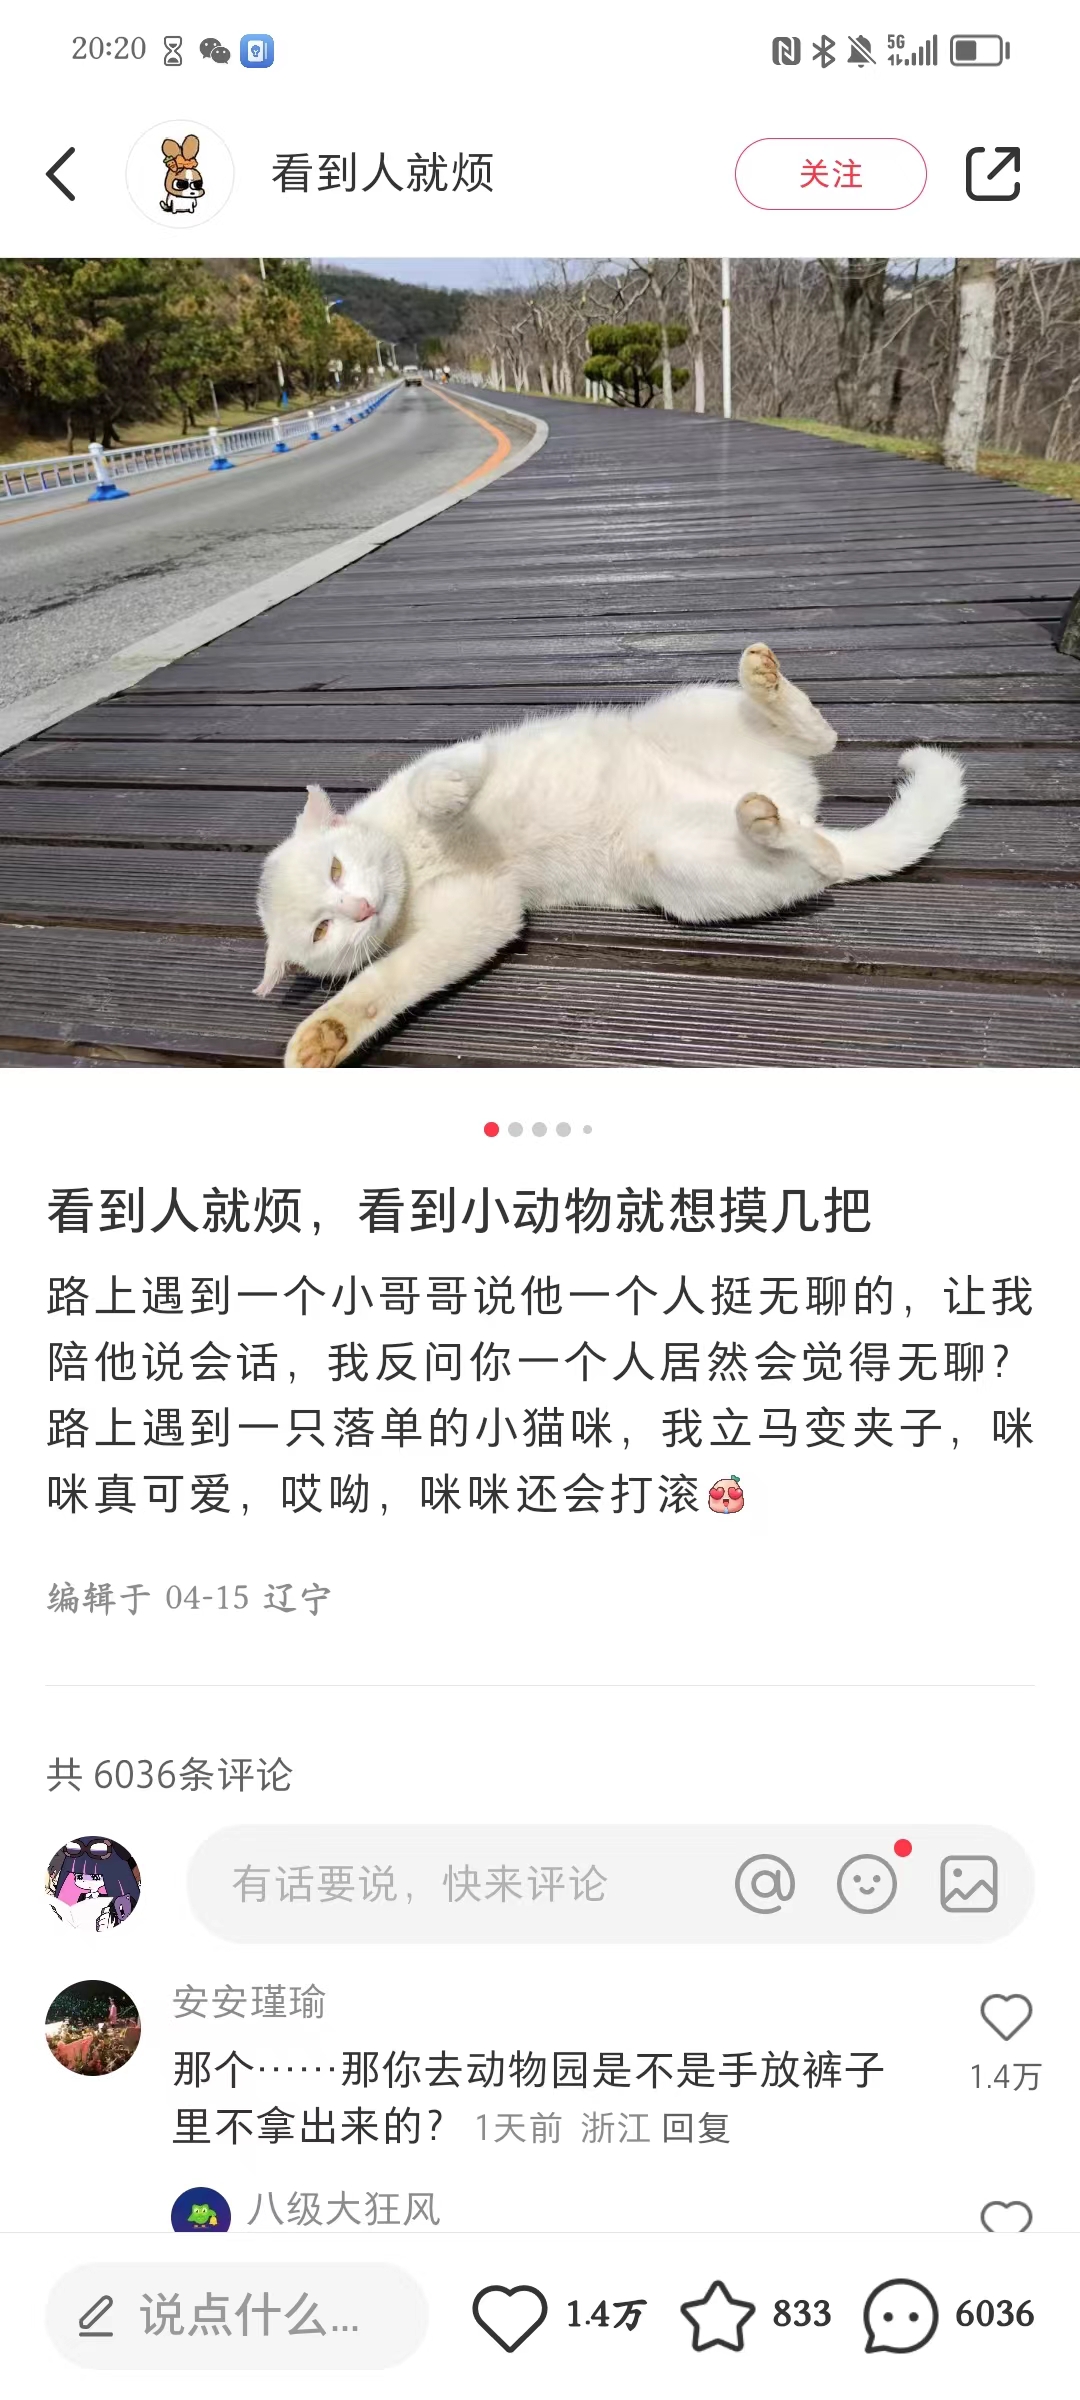 20:20
5G
看到人就烦
关注
看到人就烦，看到小动物就想摸几把
路上遇到一个小哥哥说他一个人挺无聊的，让我
陪他说会话，我反问你一个人居然会觉得无聊？
路上遇到一只落单的小猫咪，我立马变夹子，咪
咪真可爱，哎呦，咪咪还会打滚
编辑于 04-15 辽宁
共 6036条评论
有话要说，快来评论
安安瑾瑜
那个……那你去动物园是不是手放裤子
里不拿出来的？ 1天前 浙江 回复
1.4万
八级大狂风
说点什么...
1.4万
833
6036